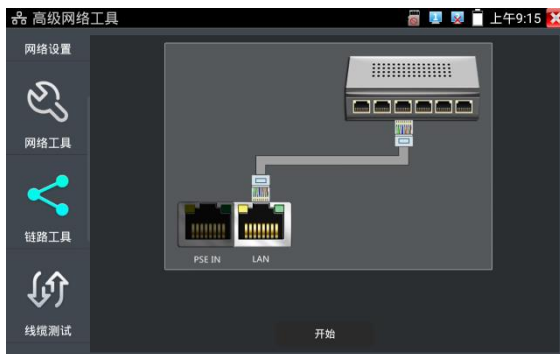 高级网络工具
上午9:15
网络设置
网络工具
链路工具
线缆测试
PSE IN
LAN
开始